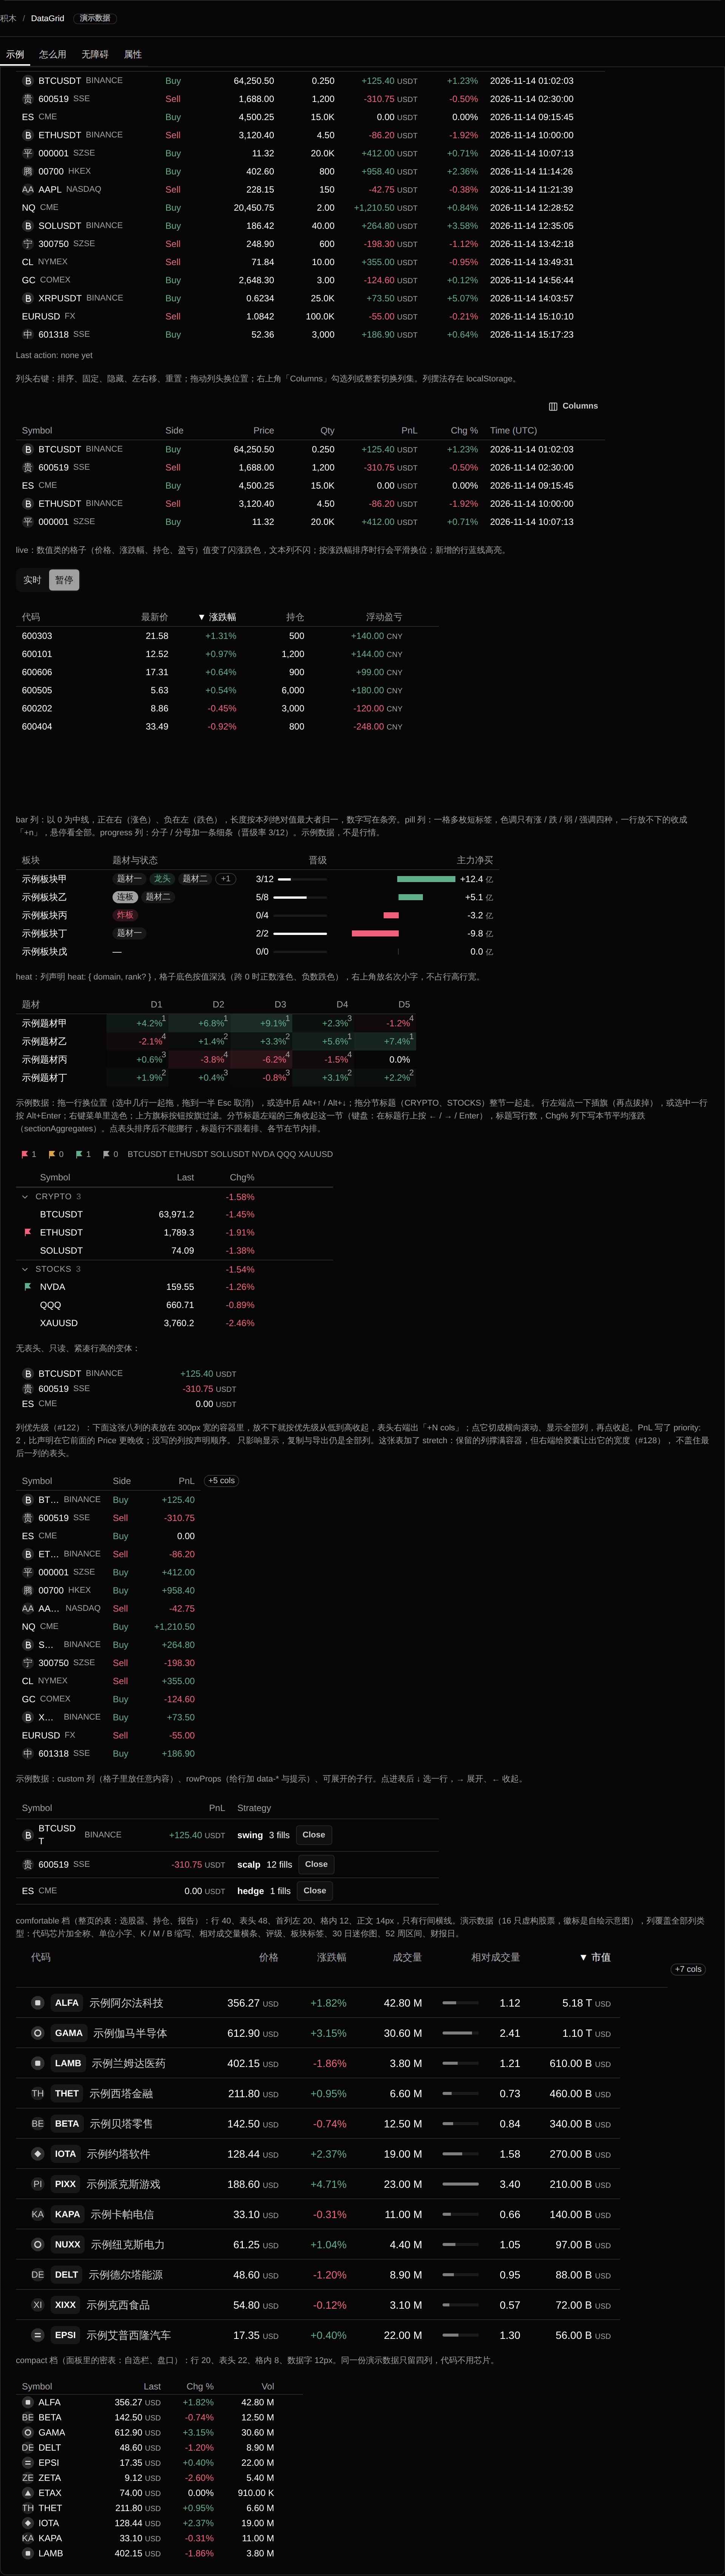 积木 / DataGrid 演示数据
示例 怎么用 无障碍 属性
B BTCUSDT BINANCE Buy 64,250.50 0.250 +125.40 USDT +1.23% 2026-11-14 01:02:03
贵 600519 SSE Sell 1,688.00 1,200 -310.75 USDT -0.50% 2026-11-14 02:30:00
ES CME Buy 4,500.25 15.0K 0.00 USDT 0.00% 2026-11-14 09:15:45
B ETHUSDT BINANCE Sell 3,120.40 4.50 -86.20 USDT -1.92% 2026-11-14 10:00:00
平 000001 SZSE Buy 11.32 20.0K +412.00 USDT +0.71% 2026-11-14 10:07:13
腾 00700 HKEX Buy 402.60 800 +958.40 USDT +2.36% 2026-11-14 11:14:26
AA AAPL NASDAQ Sell 228.15 150 -42.75 USDT -0.38% 2026-11-14 11:21:39
NQ CME Buy 20,450.75 2.00 +1,210.50 USDT +0.84% 2026-11-14 12:28:52
B SOLUSDT BINANCE Buy 186.42 40.00 +264.80 USDT +3.58% 2026-11-14 12:35:05
宁 300750 SZSE Sell 248.90 600 -198.30 USDT -1.12% 2026-11-14 13:42:18
CL NYMEX Sell 71.84 10.00 +355.00 USDT -0.95% 2026-11-14 13:49:31
GC COMEX Buy 2,648.30 3.00 -124.60 USDT +0.12% 2026-11-14 14:56:44
B XRPUSDT BINANCE Buy 0.6234 25.0K +73.50 USDT +5.07% 2026-11-14 14:03:57
EURUSD FX Sell 1.0842 100.0K -55.00 USDT -0.21% 2026-11-14 15:10:10
中 601318 SSE Buy 52.36 3,000 +186.90 USDT +0.64% 2026-11-14 15:17:23
Last action: none yet
列头右键：排序、固定、隐藏、左右移、重置；拖动列头换位置；右上角「Columns」勾选列或整套切换列集。列摆法存在 localStorage。
Columns
Symbol Side Price Qty PnL Chg % Time (UTC)
B BTCUSDT BINANCE Buy 64,250.50 0.250 +125.40 USDT +1.23% 2026-11-14 01:02:03
贵 600519 SSE Sell 1,688.00 1,200 -310.75 USDT -0.50% 2026-11-14 02:30:00
ES CME Buy 4,500.25 15.0K 0.00 USDT 0.00% 2026-11-14 09:15:45
B ETHUSDT BINANCE Sell 3,120.40 4.50 -86.20 USDT -1.92% 2026-11-14 10:00:00
平 000001 SZSE Buy 11.32 20.0K +412.00 USDT +0.71% 2026-11-14 10:07:13
live：数值类的格子（价格、涨跌幅、持仓、盈亏）值变了闪涨跌色，文本列不闪；按涨跌幅排序时行会平滑换位；新增的行蓝线高亮。
实时 暂停
代码 最新价 ▼ 涨跌幅 持仓 浮动盈亏
600303 21.58 +1.31% 500 +140.00 CNY
600101 12.52 +0.97% 1,200 +144.00 CNY
600606 17.31 +0.64% 900 +99.00 CNY
600505 5.63 +0.54% 6,000 +180.00 CNY
600202 8.86 -0.45% 3,000 -120.00 CNY
600404 33.49 -0.92% 800 -248.00 CNY
bar 列：以 0 为中线，正在右（涨色）、负在左（跌色），长度按本列绝对值最大者归一，数字写在条旁。pill 列：一格多枚短标签，色调只有涨 / 跌 / 弱 / 强调四种，一行放不下的收成
「+n」，悬停看全部。progress 列：分子 / 分母加一条细条（晋级率 3/12）。示例数据，不是行情。
板块 题材与状态 晋级 主力净买
示例板块甲 题材一 龙头 题材二 +1 3/12 +12.4 亿
示例板块乙 连板 题材二 5/8 +5.1 亿
示例板块丙 炸板 0/4 -3.2 亿
示例板块丁 题材一 2/2 -9.8 亿
示例板块戊 — 0/0 0.0 亿
heat：列声明 heat: { domain, rank? }，格子底色按值深浅（跨 0 时正数涨色、负数跌色），右上角放名次小字，不占行高行宽。
题材 D1 D2 D3 D4 D5
示例题材甲 +4.2% 1 +6.8% 1 +9.1% 1 +2.3% 3 -1.2% 4
示例题材乙 -2.1% 4 +1.4% 2 +3.3% 2 +5.6% 1 +7.4% 1
示例题材丙 +0.6% 3 -3.8% 4 -6.2% 4 -1.5% 4 0.0%
示例题材丁 +1.9% 2 +0.4% 3 -0.8% 3 +3.1% 2 +2.2% 2
示例数据：拖一行换位置（选中几行一起拖，拖到一半 Esc 取消），或选中后 Alt+↑ / Alt+↓；拖分节标题（CRYPTO、STOCKS）整节一起走。 行左端点一下插旗（再点拔掉），或选中一行
按 Alt+Enter；右键菜单里选色；上方旗标按钮按旗过滤。分节标题左端的三角收起这一节（键盘：在标题行上按 ← / → / Enter），标题写行数，Chg% 列下写本节平均涨跌
（sectionAggregates）。点表头排序后不能挪行，标题行不跟着排、各节在节内排。
1 0 1 0 BTCUSDT ETHUSDT SOLUSDT NVDA QQQ XAUUSD
Symbol Last Chg%
CRYPTO 3 -1.58%
BTCUSDT 63,971.2 -1.45%
ETHUSDT 1,789.3 -1.91%
SOLUSDT 74.09 -1.38%
STOCKS 3 -1.54%
NVDA 159.55 -1.26%
QQQ 660.71 -0.89%
XAUUSD 3,760.2 -2.46%
无表头、只读、紧凑行高的变体：
B BTCUSDT BINANCE +125.40 USDT
贵 600519 SSE -310.75 USDT
ES CME 0.00 USDT
列优先级（#122）：下面这张八列的表放在 300px 宽的容器里，放不下就按优先级从低到高收起，表头右端出「+N cols」；点它切成横向滚动、显示全部列，再点收起。PnL 写了 priority:
2，比声明在它前面的 Price 更晚收；没写的列按声明顺序。 只影响显示，复制与导出仍是全部列。这张表加了 stretch：保留的列撑满容器，但右端给胶囊让出它的宽度（#128）， 不盖住最
后一列的表头。
Symbol Side PnL +5 cols
B BT… BINANCE Buy +125.40
贵 600519 SSE Sell -310.75
ES CME Buy 0.00
B ET… BINANCE Sell -86.20
平 000001 SZSE Buy +412.00
腾 00700 HKEX Buy +958.40
AA AA… NASDAQ Sell -42.75
NQ CME Buy +1,210.50
B S… BINANCE Buy +264.80
宁 300750 SZSE Sell -198.30
CL NYMEX Sell +355.00
GC COMEX Buy -124.60
B X… BINANCE Buy +73.50
EURUSD FX Sell -55.00
中 601318 SSE Buy +186.90
示例数据：custom 列（格子里放任意内容）、rowProps（给行加 data-* 与提示）、可展开的子行。点进表后 ↓ 选一行，→ 展开、← 收起。
Symbol PnL Strategy
B BTCUSD
T BINANCE +125.40 USDT swing 3 fills Close
贵 600519 SSE -310.75 USDT scalp 12 fills Close
ES CME 0.00 USDT hedge 1 fills Close
comfortable 档（整页的表：选股器、持仓、报告）：行 40、表头 48、首列左 20、格内 12、正文 14px，只有行间横线。演示数据（16 只虚构股票，徽标是自绘示意图），列覆盖全部列类
型：代码芯片加全称、单位小字、K / M / B 缩写、相对成交量横条、评级、板块标签、30 日迷你图、52 周区间、财报日。
代码 价格 涨跌幅 成交量 相对成交量 ▼ 市值
+7 cols
ALFA 示例阿尔法科技 356.27 USD +1.82% 42.80 M 1.12 5.18 T USD
GAMA 示例伽马半导体 612.90 USD +3.15% 30.60 M 2.41 1.10 T USD
LAMB 示例兰姆达医药 402.15 USD -1.86% 3.80 M 1.21 610.00 B USD
TH THET 示例西塔金融 211.80 USD +0.95% 6.60 M 0.73 460.00 B USD
BE BETA 示例贝塔零售 142.50 USD -0.74% 12.50 M 0.84 340.00 B USD
IOTA 示例约塔软件 128.44 USD +2.37% 19.00 M 1.58 270.00 B USD
PI PIXX 示例派克斯游戏 188.60 USD +4.71% 23.00 M 3.40 210.00 B USD
KA KAPA 示例卡帕电信 33.10 USD -0.31% 11.00 M 0.66 140.00 B USD
NUXX 示例纽克斯电力 61.25 USD +1.04% 4.40 M 1.05 97.00 B USD
DE DELT 示例德尔塔能源 48.60 USD -1.20% 8.90 M 0.95 88.00 B USD
XI XIXX 示例克西食品 54.80 USD -0.12% 3.10 M 0.57 72.00 B USD
EPSI 示例艾普西隆汽车 17.35 USD +0.40% 22.00 M 1.30 56.00 B USD
compact 档（面板里的密表：自选栏、盘口）：行 20、表头 22、格内 8、数据字 12px。同一份演示数据只留四列，代码不用芯片。
Symbol Last Chg % Vol
ALFA 356.27 USD +1.82% 42.80 M
BE BETA 142.50 USD -0.74% 12.50 M
GAMA 612.90 USD +3.15% 30.60 M
DE DELT 48.60 USD -1.20% 8.90 M
EPSI 17.35 USD +0.40% 22.00 M
ZE ZETA 9.12 USD -2.60% 5.40 M
ETAX 74.00 USD 0.00% 910.00 K
TH THET 211.80 USD +0.95% 6.60 M
IOTA 128.44 USD +2.37% 19.00 M
KA KAPA 33.10 USD -0.31% 11.00 M
LAMB 402.15 USD -1.86% 3.80 M